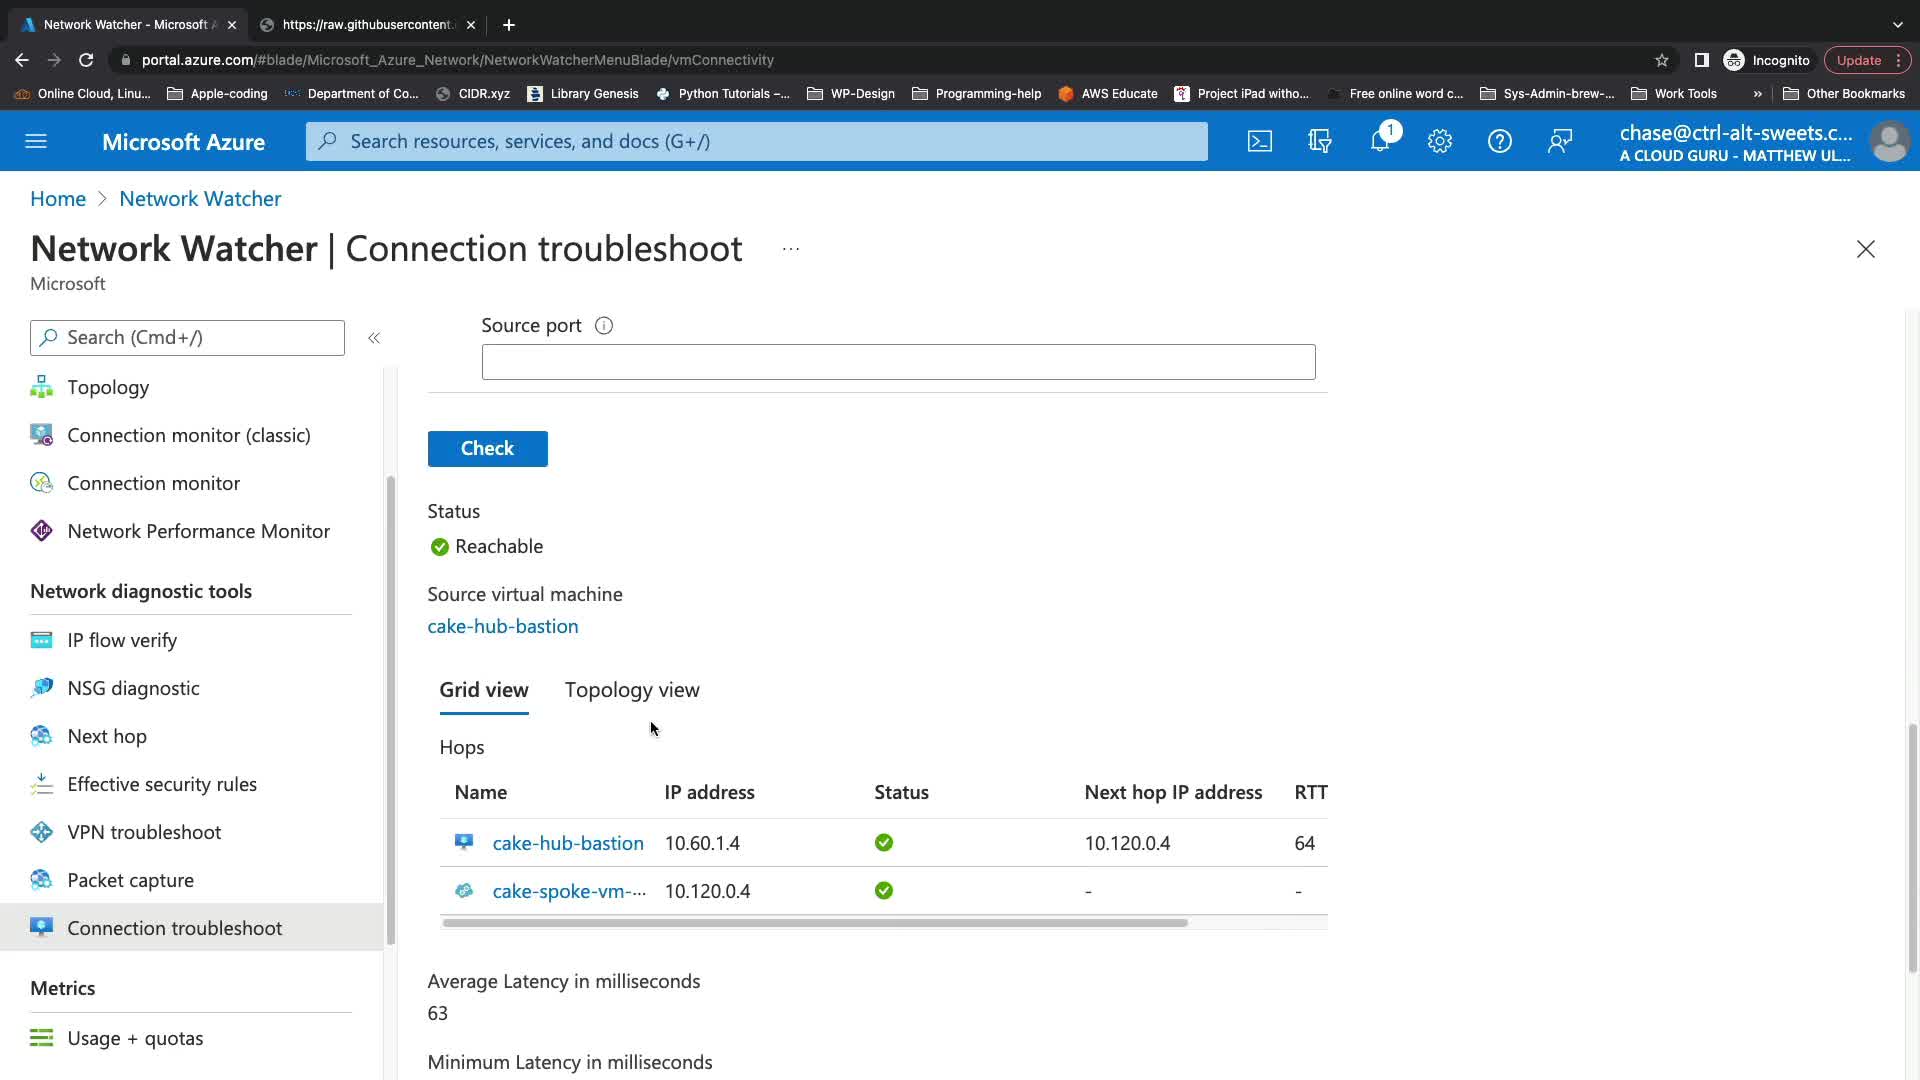 Network Watcher - Microsoft A
https://raw.githubusercontent.
portal.azure.com/#blade/Microsoft_Azure_Network/NetworkWatcherMenuBlade/vmConnectivity
Incognito
Update
Online Cloud, Linu...
Apple-coding
Department of Co...
CIDR.xyz
Library Genesis
Python Tutorials –...
WP-Design
Programming-help
AWS Educate
Project iPad witho...
Free online word c...
Sys-Admin-brew-...
Work Tools
»
Other Bookmarks
Microsoft Azure
Search resources, services, and docs (G+/)
1
chase@ctrl-alt-sweets.c...
A CLOUD GURU - MATTHEW UL...
Home > Network Watcher
Network Watcher | Connection troubleshoot ...
Microsoft
Search (Cmd+/)
«
Topology
Connection monitor (classic)
Connection monitor
Network Performance Monitor
Network diagnostic tools
IP flow verify
NSG diagnostic
Next hop
Effective security rules
VPN troubleshoot
Packet capture
Connection troubleshoot
Metrics
Usage + quotas
Source port
Check
Status
Reachable
Source virtual machine
cake-hub-bastion
Grid view Topology view
Hops
Name IP address Status Next hop IP address RTT
cake-hub-bastion 10.60.1.4 10.120.0.4 64
cake-spoke-vm-... 10.120.0.4 - -
Average Latency in milliseconds
63
Minimum Latency in milliseconds